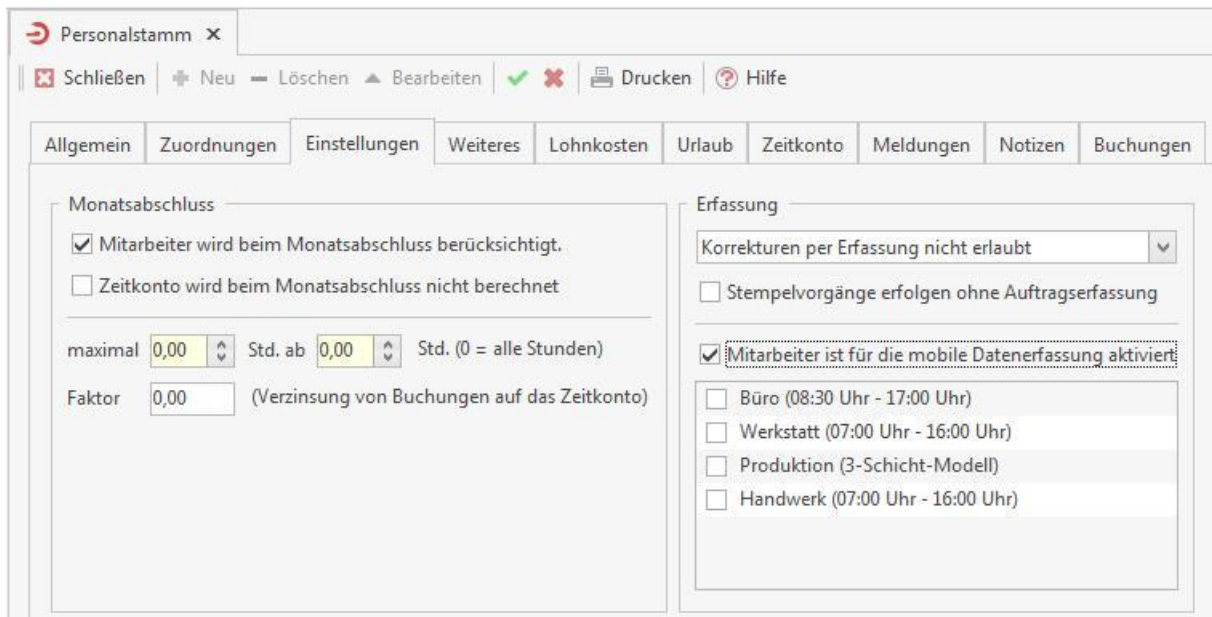 Personalstamm
Schließen Neu Löschen Bearbeiten Drucken Hilfe
Allgemein Zuordnungen Einstellungen Weiteres Lohnkosten Urlaub Zeitkonto Meldungen Notizen Buchungen
Monatsabschluss
Mitarbeiter wird beim Monatsabschluss berücksichtigt.
Zeitkonto wird beim Monatsabschluss nicht berechnet
maximal 0,00 Std. ab 0,00 Std. (0 = alle Stunden)
Faktor 0,00 (Verzinsung von Buchungen auf das Zeitkonto)
Erfassung
Korrekturen per Erfassung nicht erlaubt
Stempelvorgänge erfolgen ohne Auftragserfassung
Mitarbeiter ist für die mobile Datenerfassung aktiviert
Büro (08:30 Uhr - 17:00 Uhr)
Werkstatt (07:00 Uhr - 16:00 Uhr)
Produktion (3-Schicht-Modell)
Handwerk (07:00 Uhr - 16:00 Uhr)